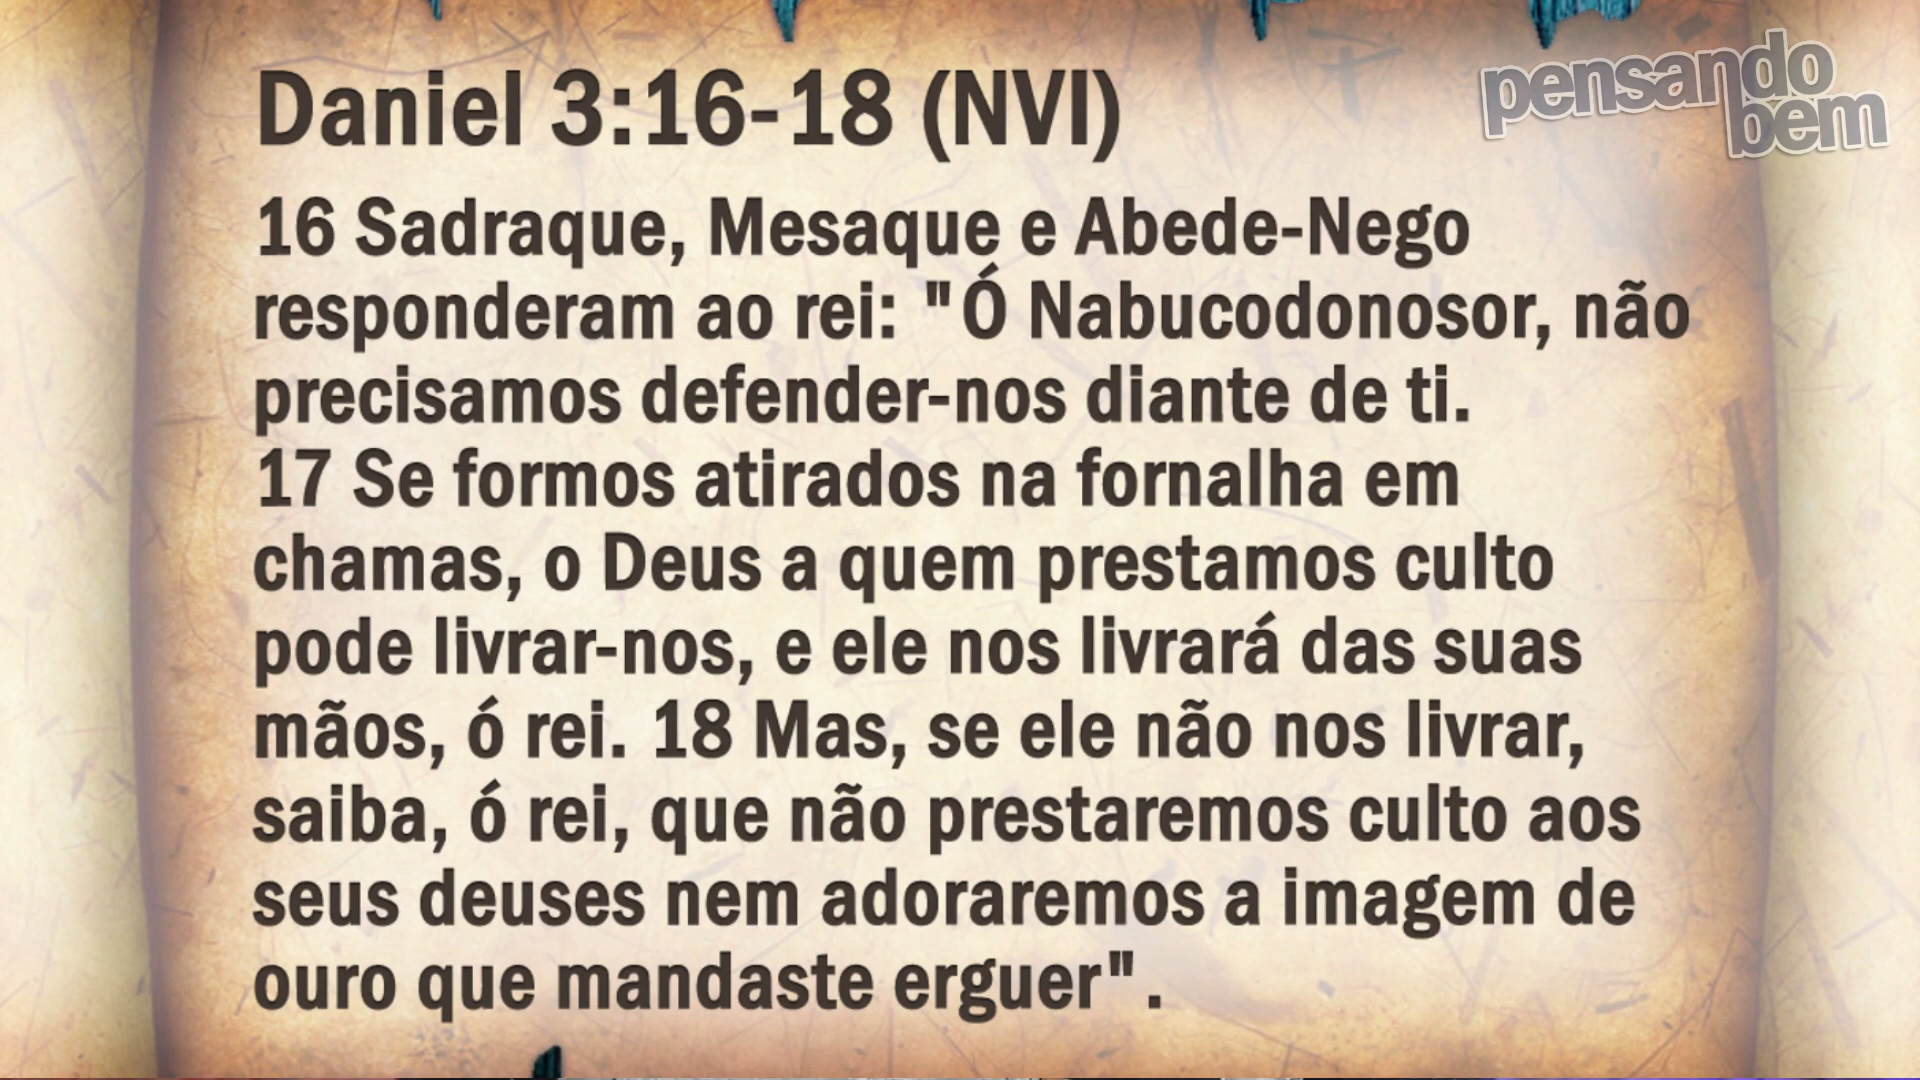 Daniel 3:16-18 (NVI)
pensando
bem
16 Sadraque, Mesaque e Abede-Nego
responderam ao rei: "Ó Nabucodonosor, não
precisamos defender-nos diante de ti.
17 Se formos atirados na fornalha em
chamas, o Deus a quem prestamos culto
pode livrar-nos, e ele nos livrará das suas
mãos, ó rei. 18 Mas, se ele não nos livrar,
saiba, ó rei, que não prestaremos culto aos
seus deuses nem adoraremos a imagem de
ouro que mandaste erguer".